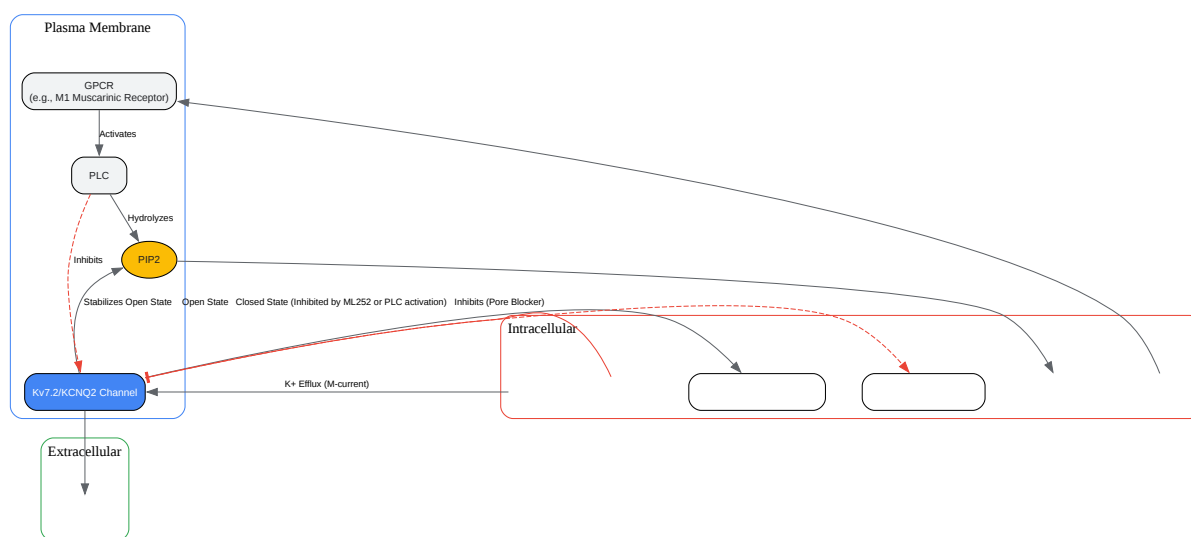 Plasma Membrane
GPCR
(e.g., M1 Muscarinic Receptor)
Activates
PLC
Hydrolyzes
Inhibits
PIP2
Stabilizes Open State
Open State
Closed State (Inhibited by ML252 or PLC activation)
Inhibits (Pore Blocker)
Intracellular
K+ Efflux (M-current)
Kv7.2/KCNQ2 Channel
Extracellular